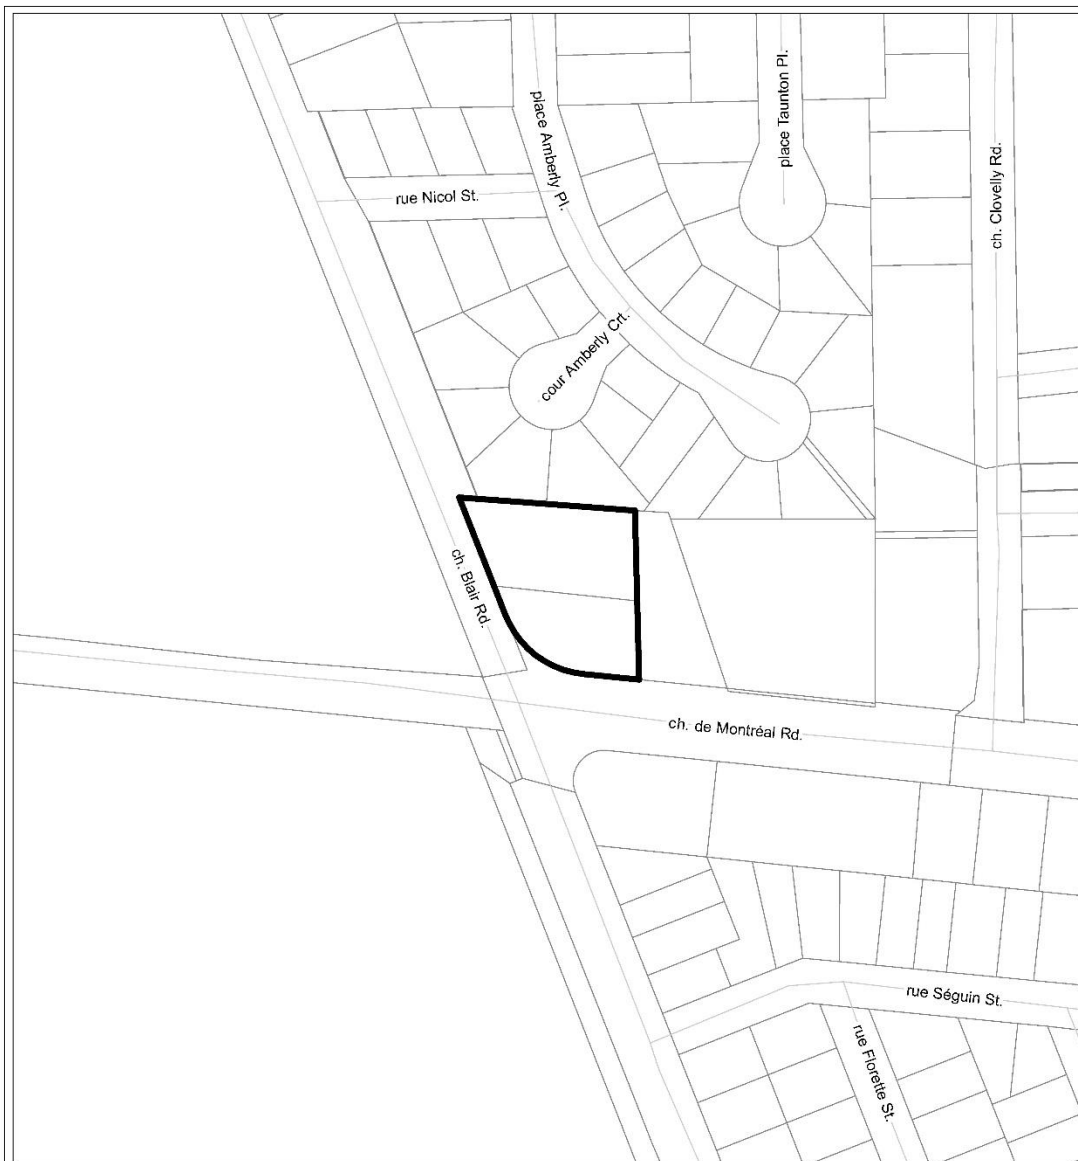 place Taunton Pl.
place Amberly Pl.
ch. Clovelly Rd.
rue Nicol St.
cour Amberly Crt.
ch. Blair Rd.
ch. de Montréal Rd.
rue Séguin St.
rue Florette St.